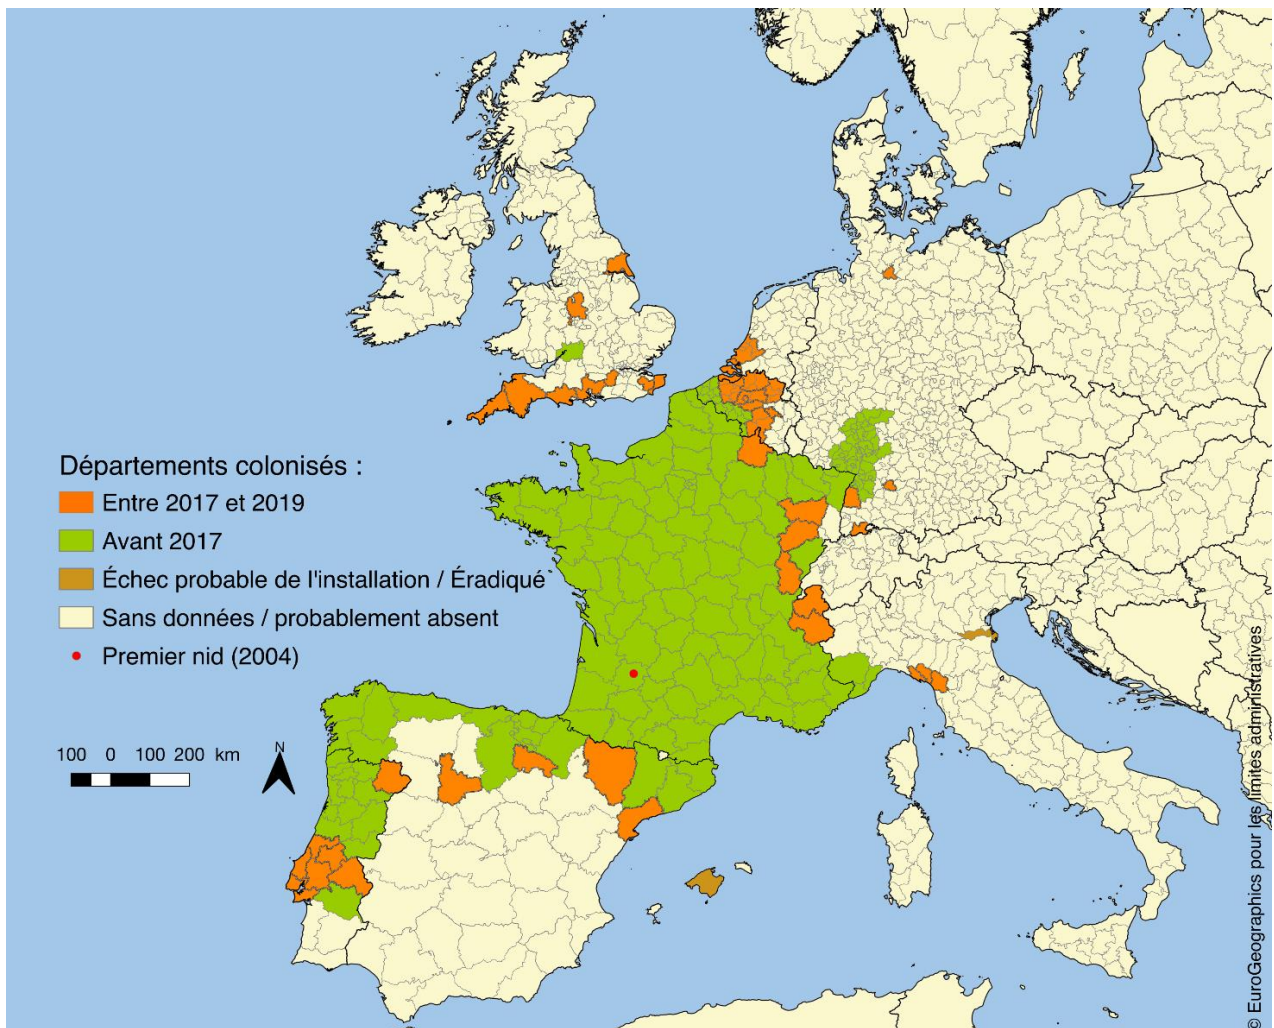 Départements colonisés :
Entre 2017 et 2019
Avant 2017
Échec probable de l'installation / Éradiqué
Sans données / probablement absent
Premier nid (2004)
100 0 100 200 km
N
© EuroGeographics pour les limites administratives